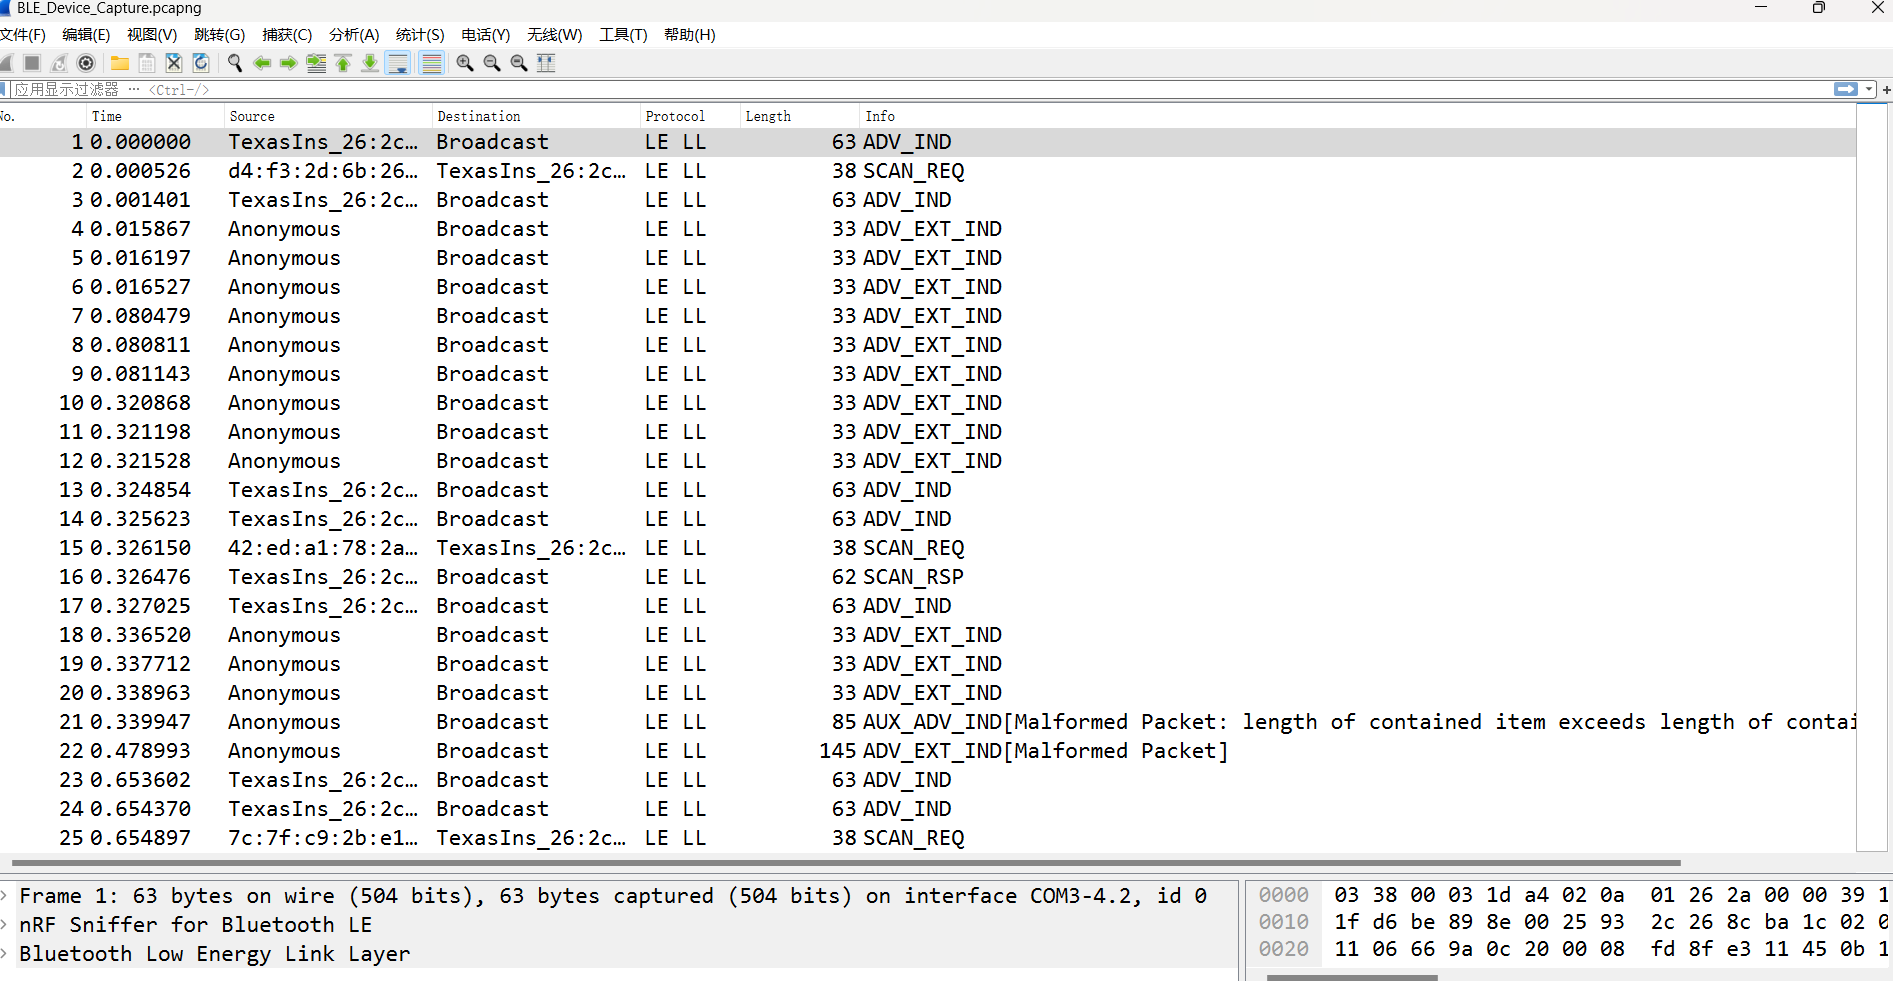 BLE_Device_Capture.pcapng
文件(F) 编辑(E) 视图(V) 跳转(G) 捕获(C) 分析(A) 统计(S) 电话(Y) 无线(W) 工具(T) 帮助(H)
应用显示过滤器 … <Ctrl-/>
No. Time Source Destination Protocol Length Info
1 0.000000 TexasIns_26:2c… Broadcast LE LL 63 ADV_IND
2 0.000526 d4:f3:2d:6b:26… TexasIns_26:2c… LE LL 38 SCAN_REQ
3 0.001401 TexasIns_26:2c… Broadcast LE LL 63 ADV_IND
4 0.015867 Anonymous Broadcast LE LL 33 ADV_EXT_IND
5 0.016197 Anonymous Broadcast LE LL 33 ADV_EXT_IND
6 0.016527 Anonymous Broadcast LE LL 33 ADV_EXT_IND
7 0.080479 Anonymous Broadcast LE LL 33 ADV_EXT_IND
8 0.080811 Anonymous Broadcast LE LL 33 ADV_EXT_IND
9 0.081143 Anonymous Broadcast LE LL 33 ADV_EXT_IND
10 0.320868 Anonymous Broadcast LE LL 33 ADV_EXT_IND
11 0.321198 Anonymous Broadcast LE LL 33 ADV_EXT_IND
12 0.321528 Anonymous Broadcast LE LL 33 ADV_EXT_IND
13 0.324854 TexasIns_26:2c… Broadcast LE LL 63 ADV_IND
14 0.325623 TexasIns_26:2c… Broadcast LE LL 63 ADV_IND
15 0.326150 42:ed:a1:78:2a… TexasIns_26:2c… LE LL 38 SCAN_REQ
16 0.326476 TexasIns_26:2c… Broadcast LE LL 62 SCAN_RSP
17 0.327025 TexasIns_26:2c… Broadcast LE LL 63 ADV_IND
18 0.336520 Anonymous Broadcast LE LL 33 ADV_EXT_IND
19 0.337712 Anonymous Broadcast LE LL 33 ADV_EXT_IND
20 0.338963 Anonymous Broadcast LE LL 33 ADV_EXT_IND
21 0.339947 Anonymous Broadcast LE LL 85 AUX_ADV_IND[Malformed Packet: length of contained item exceeds length of contai
22 0.478993 Anonymous Broadcast LE LL 145 ADV_EXT_IND[Malformed Packet]
23 0.653602 TexasIns_26:2c… Broadcast LE LL 63 ADV_IND
24 0.654370 TexasIns_26:2c… Broadcast LE LL 63 ADV_IND
25 0.654897 7c:7f:c9:2b:e1… TexasIns_26:2c… LE LL 38 SCAN_REQ
Frame 1: 63 bytes on wire (504 bits), 63 bytes captured (504 bits) on interface COM3-4.2, id 0
nRF Sniffer for Bluetooth LE
Bluetooth Low Energy Link Layer
0000 03 38 00 03 1d a4 02 0a 01 26 2a 00 00 39 1
0010 1f d6 be 89 8e 00 25 93 2c 26 8c ba 1c 02 0
0020 11 06 66 9a 0c 20 00 08 fd 8f e3 11 45 0b 1